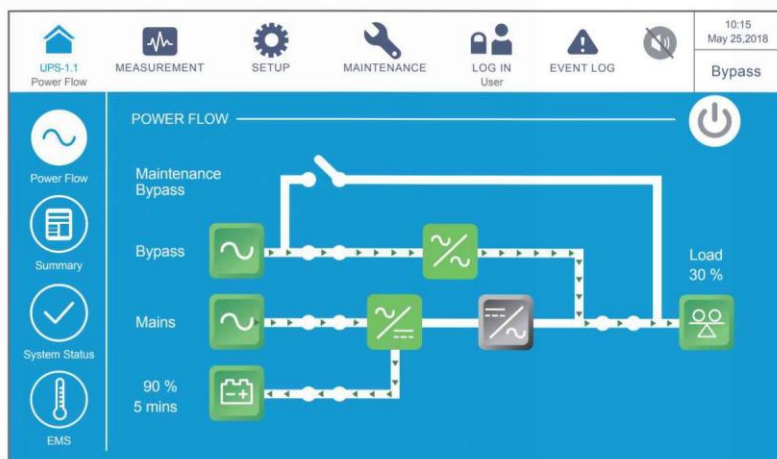 10:15
May 25,2018
UPS-1.1
Power Flow
MEASUREMENT
SETUP
MAINTENANCE
LOG IN
User
EVENT LOG
Bypass
POWER FLOW
Power Flow
Summary
System Status
EMS
Maintenance
Bypass
Bypass
Load
30 %
Mains
90 %
5 mins